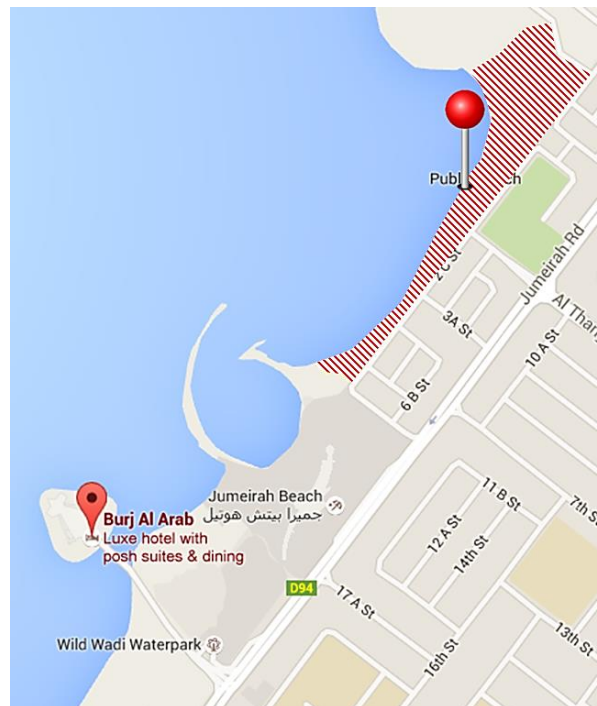 Publ ch
2 C St
Jumeirah Rd
3A St
10 A St
6 B St
Jumeirah Beach
جميرا بيتش هوتيل
Burj Al Arab
Luxe hotel with
posh suites & dining
11 B St
7th St
12 A St
14th St
D94
17 A St
Wild Wadi Waterpark
16th St
13th St